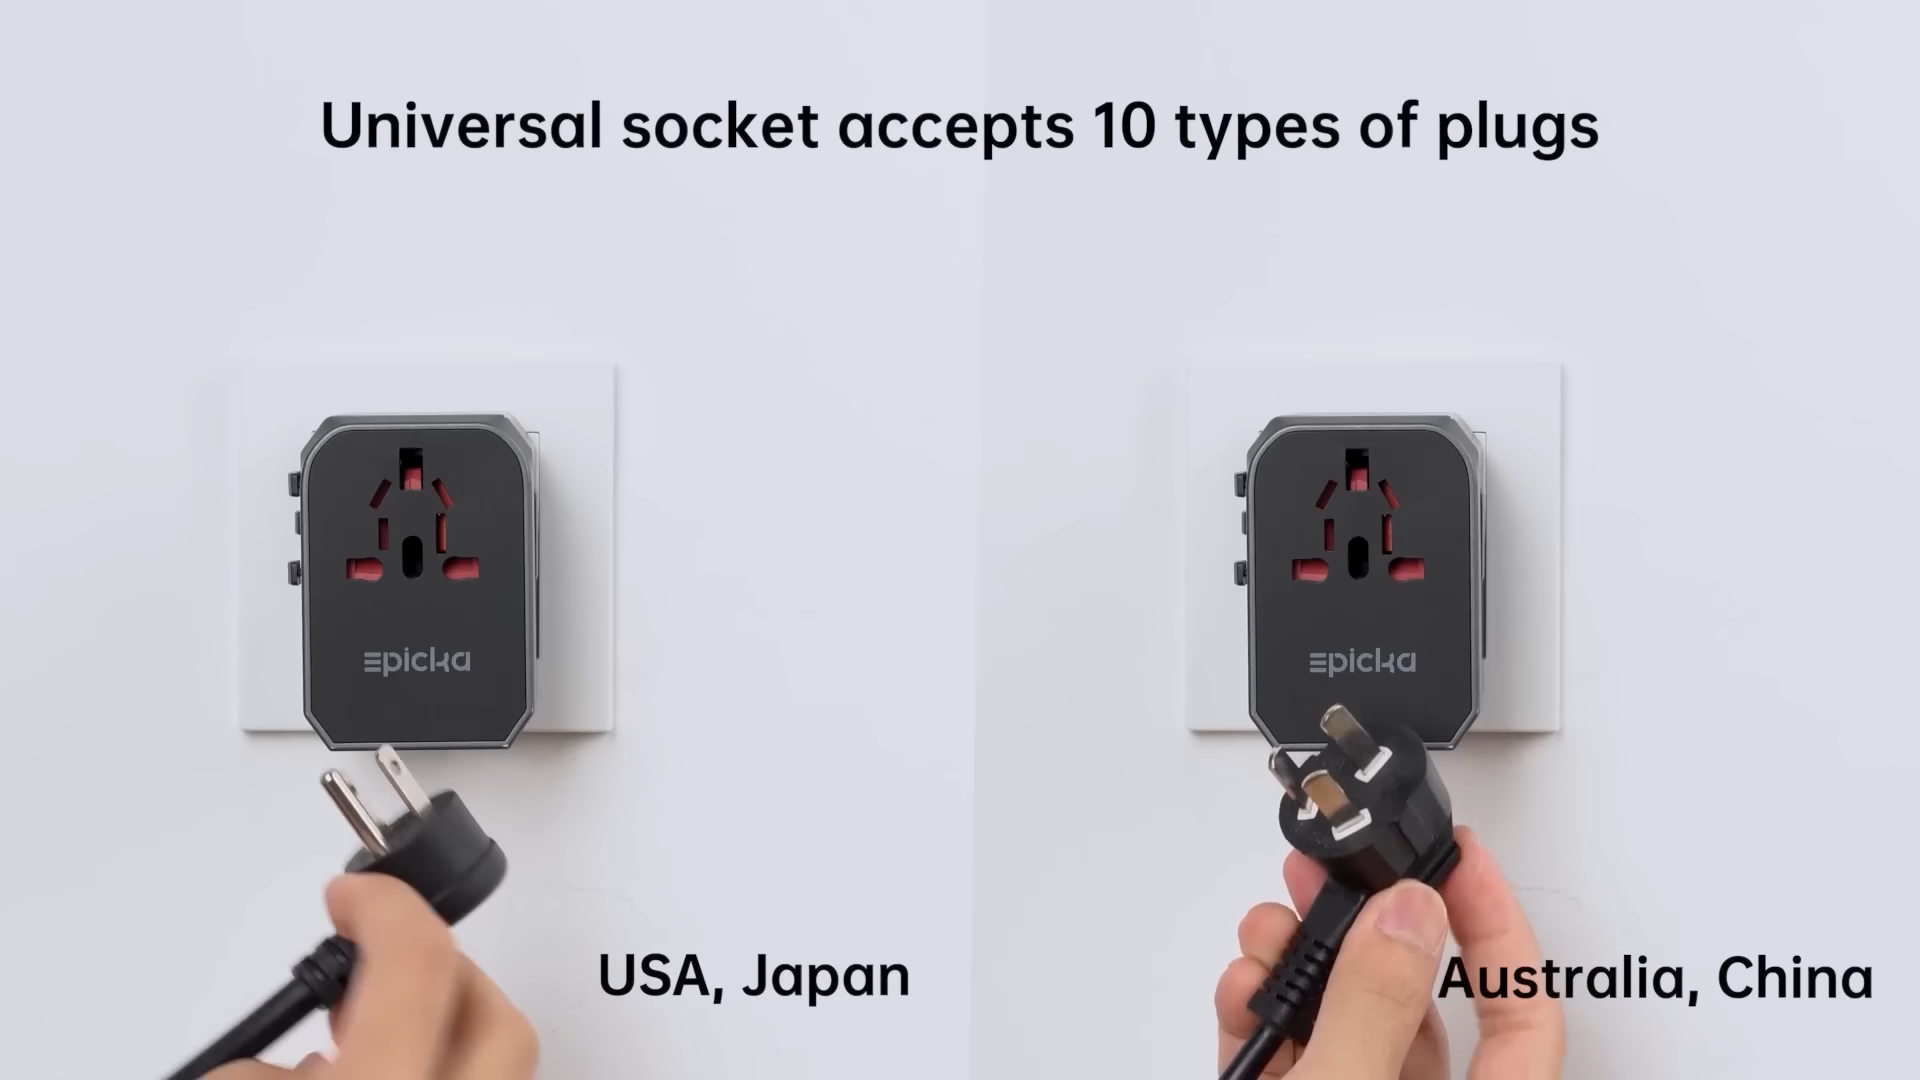 Universal socket accepts 10 types of plugs
Epicka
Epicka
USA, Japan
Australia, China